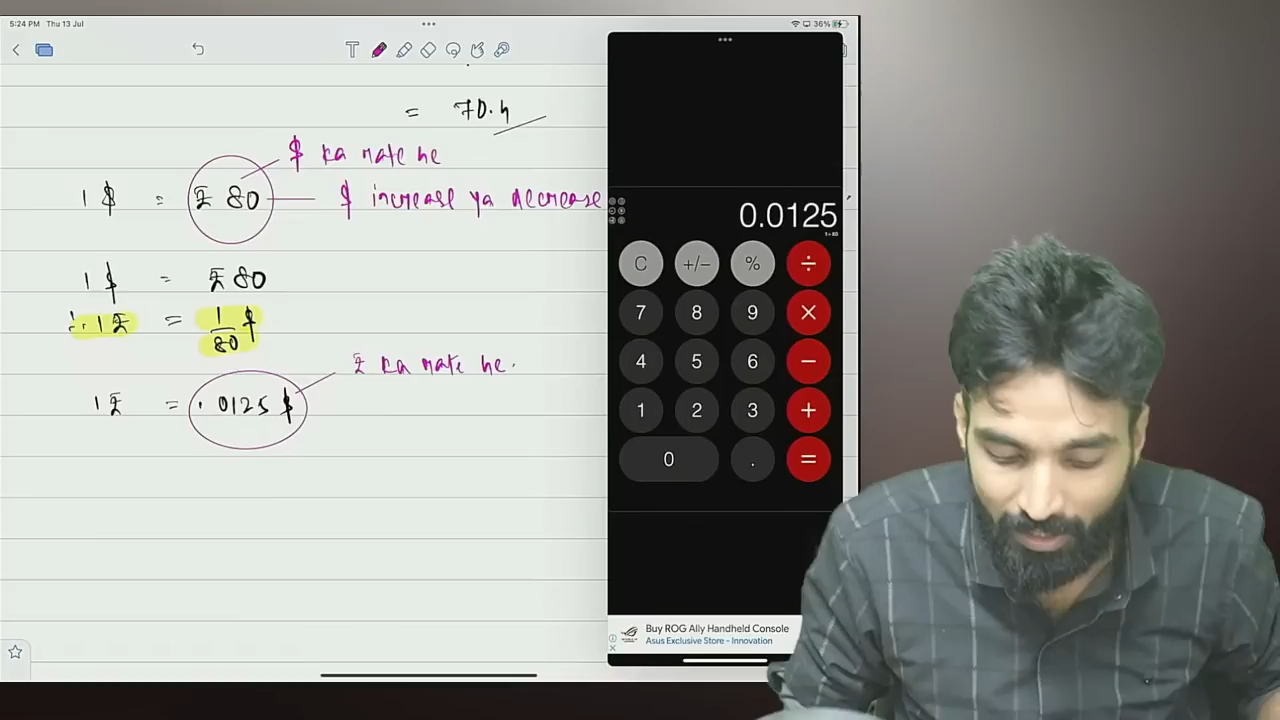 5:24 PM Thu 13 Jul
36%
= 70.4
$ ka rate he
1 $ = ₹ 80
$ increase ya decrease
1 $ = ₹ 80
∴ 1 ₹ = 1/80 $
₹ ka rate he.
1 ₹ = .0125 $
0.0125
1÷80
C +/− % ÷
7 8 9 ×
4 5 6 −
1 2 3 +
0 . =
Buy ROG Ally Handheld Console
Asus Exclusive Store - Innovation